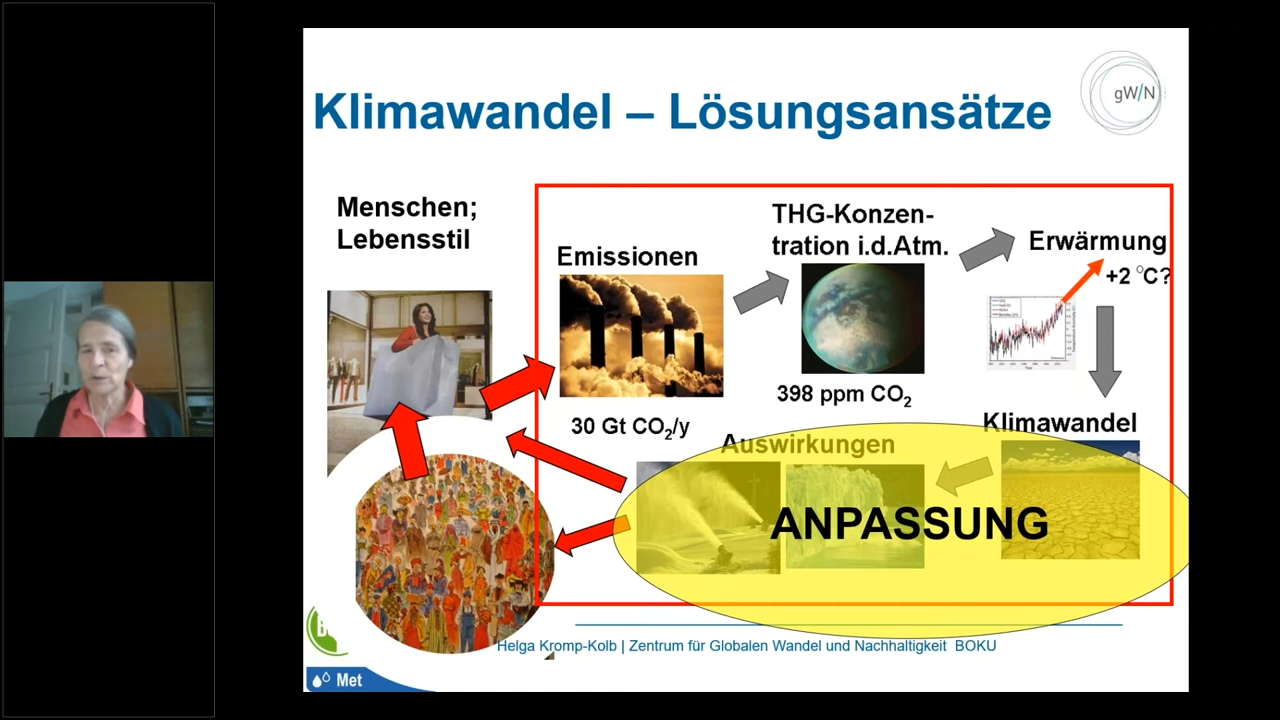 Klimawandel – Lösungsansätze
gW/N
Menschen;
Lebensstil
THG-Konzen-
tration i.d.Atm.
Erwärmung
Emissionen
+2 °C?
398 ppm CO₂
30 Gt CO₂/y
Klimawandel
Auswirkungen
ANPASSUNG
Helga Kromp-Kolb | Zentrum für Globalen Wandel und Nachhaltigkeit BOKU
Met